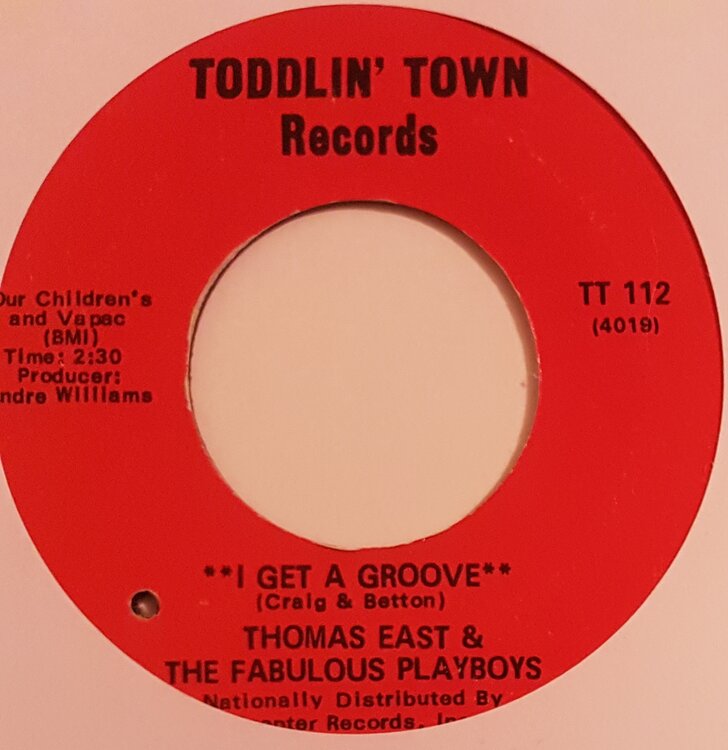 TODDLIN' TOWN
Records
Our Children's
and Vapac
(BMI)
Time: 2:30
Producer:
Andre Williams
TT 112
(4019)
**I GET A GROOVE**
(Craig & Betton)
THOMAS EAST &
THE FABULOUS PLAYBOYS
Nationally Distributed By
Records, Inc